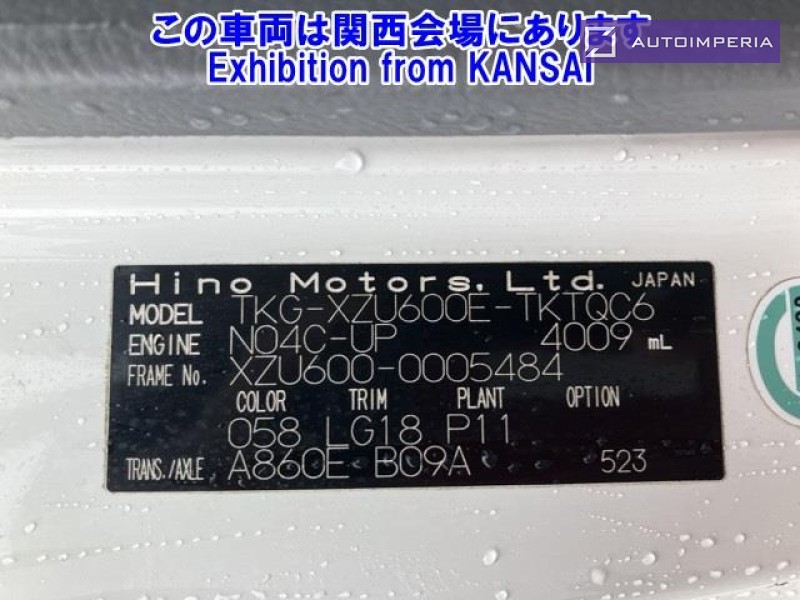 この車両は関西会場にあります
AUTOIMPERIA
Exhibition from KANSAI
Hino Motors, Ltd. JAPAN
MODEL TKG-XZU600E-TKTQC6
ENGINE N04C-UP 4009 mL
FRAME No. XZU600-0005484
COLOR TRIM PLANT OPTION
058 LG18 P11
TRANS./AXLE A860E B09A 523